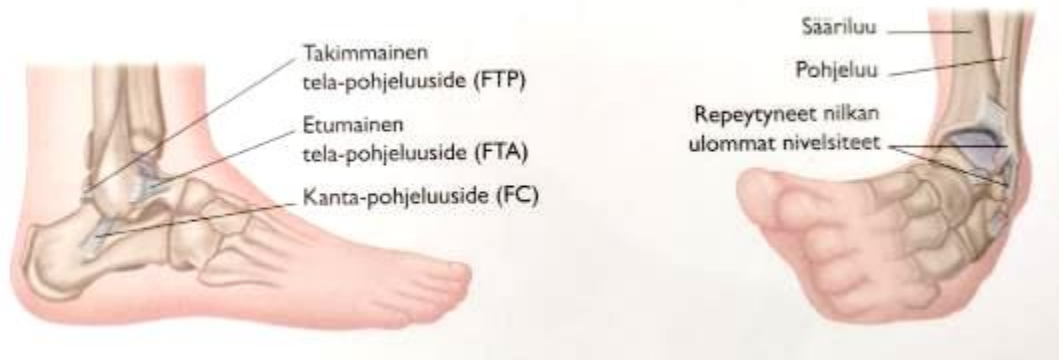 Takimmainen
tela-pohjeluuside (FTP)
Etumainen
tela-pohjeluuside (FTA)
Kanta-pohjeluuside (FC)
Sääriluu
Pohjeluu
Repeytyneet nilkan
ulommat nivelsiteet